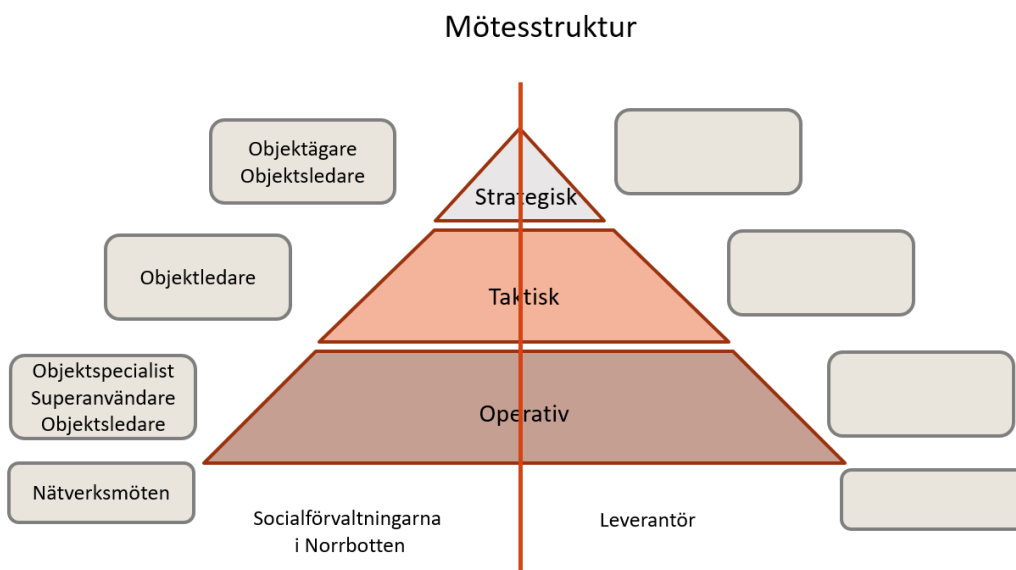 Mötesstruktur
Objektägare
Objektsledare
Strategisk
Objektledare
Taktisk
Objektspecialist
Superanvändare
Objektsledare
Operativ
Nätverksmöten
Socialförvaltningarna
i Norrbotten
Leverantör